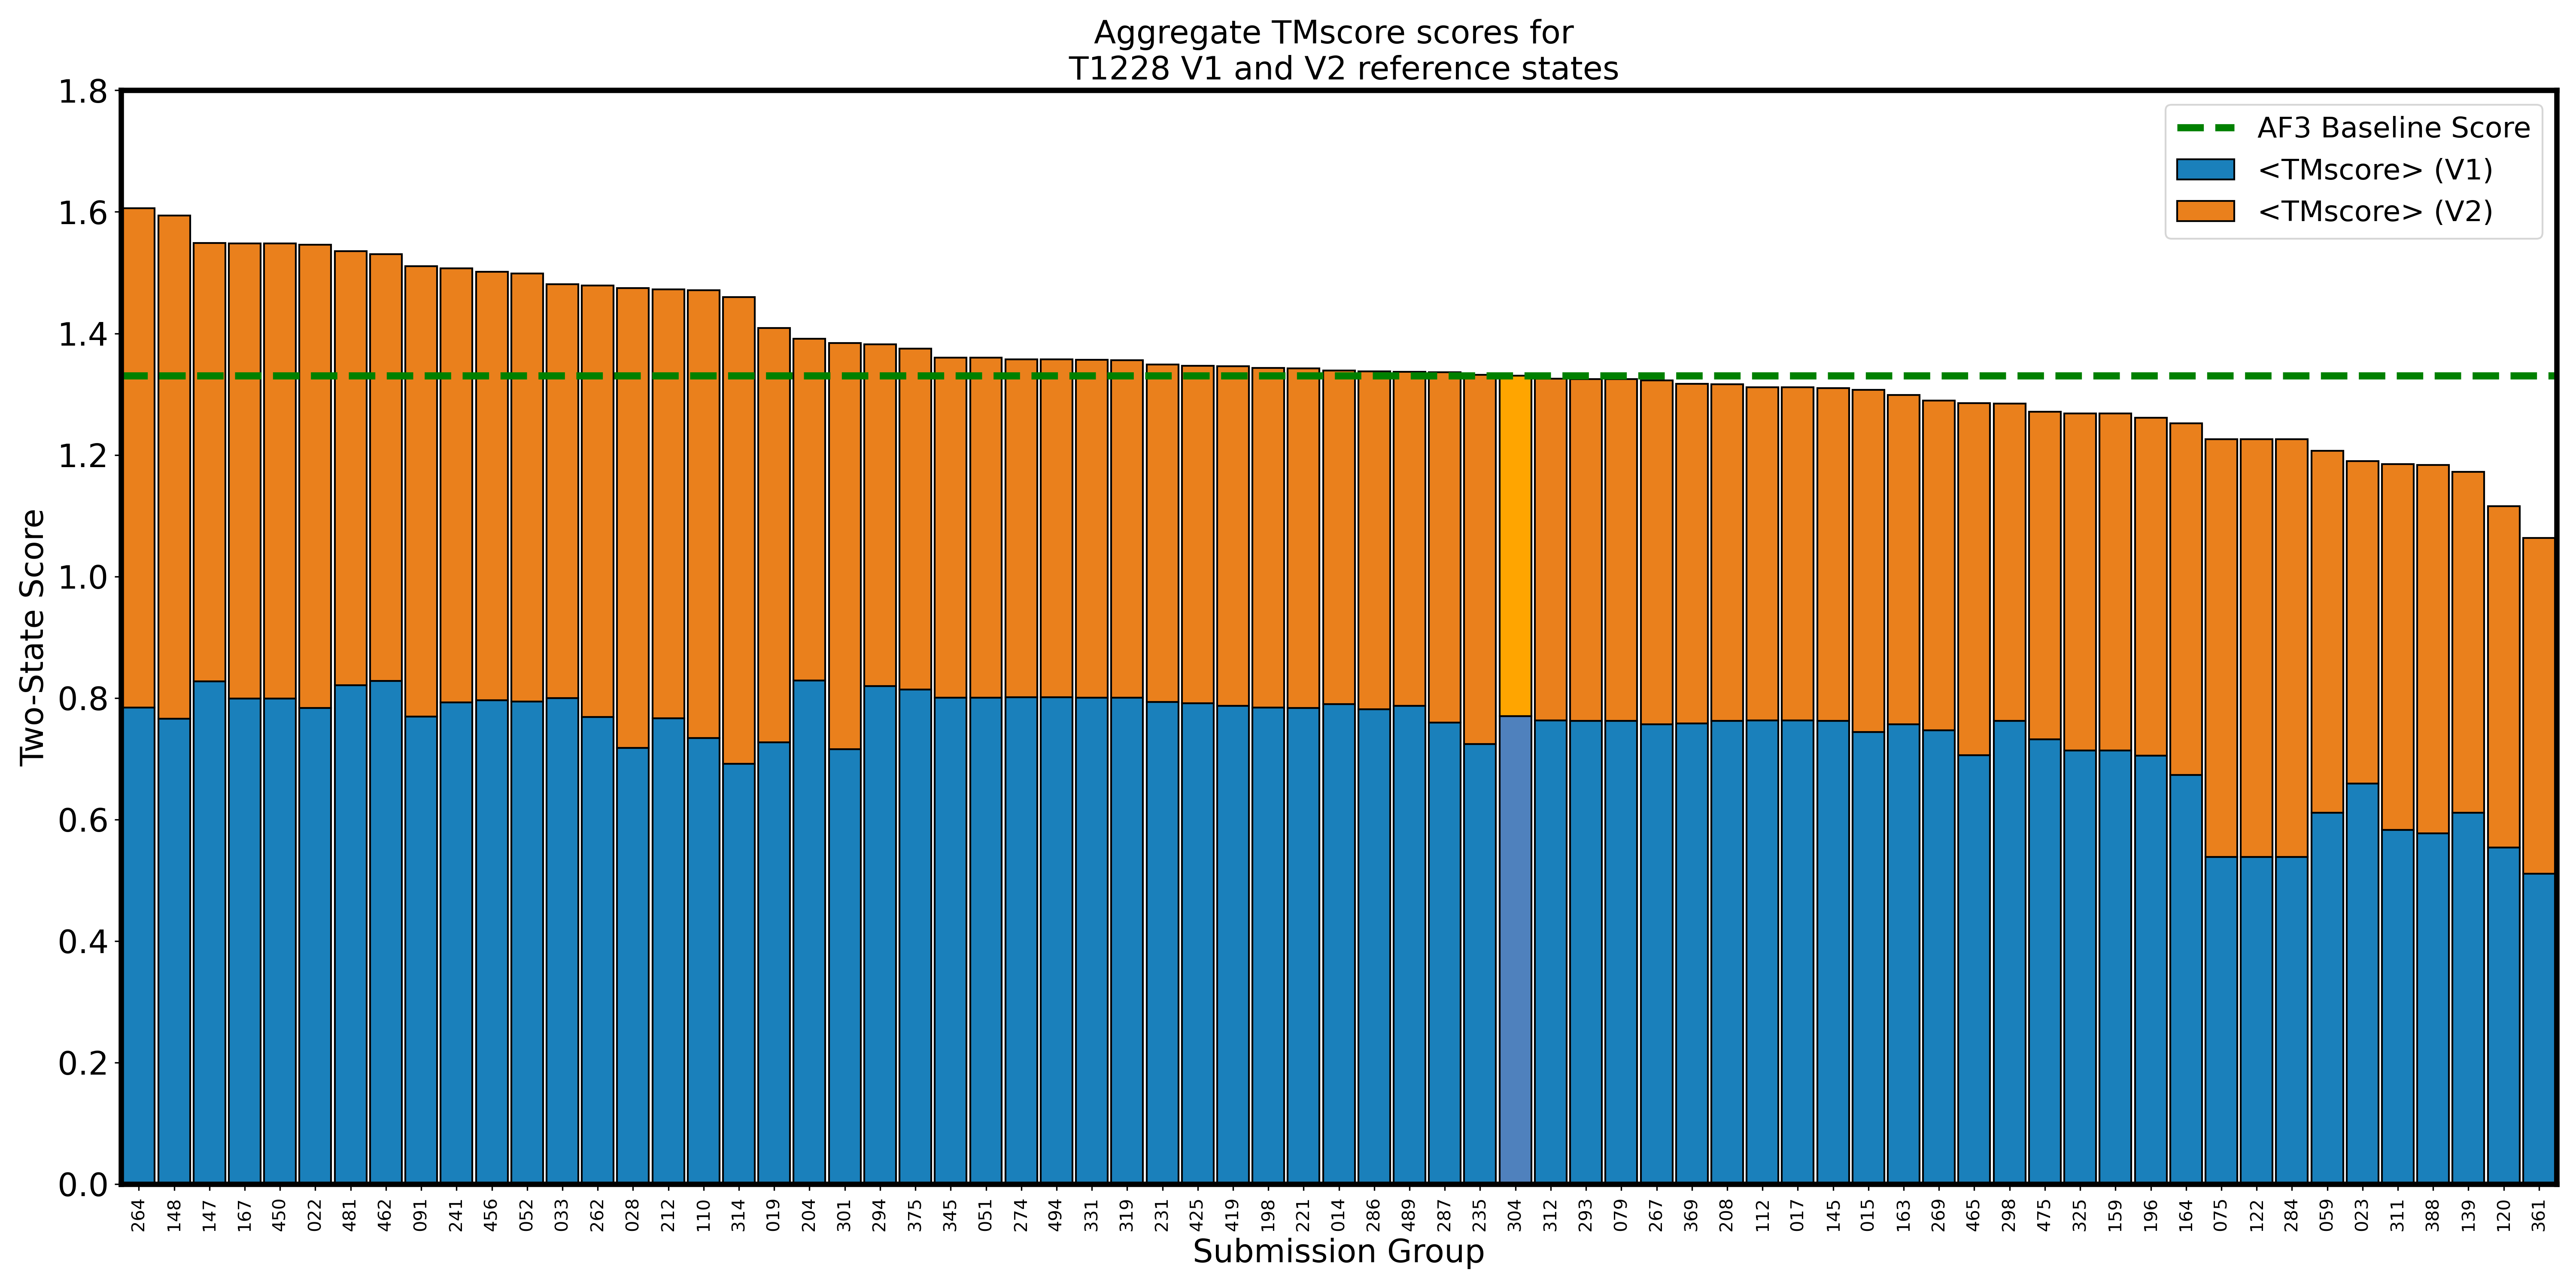 Aggregate TMscore scores for
T1228 V1 and V2 reference states
1.8
1.6
1.4
1.2
1.0
0.8
0.6
0.4
0.2
0.0
Two-State Score
AF3 Baseline Score
<TMscore> (V1)
<TMscore> (V2)
264 148 147 167 450 022 481 462 091 241 456 052 033 262 028 212 110 314 019 204 301 294 375 345 051 274 494 331 319 231 425 419 198 221 014 286 489 287 235 304 312 293 079 267 369 208 112 017 145 015 163 269 465 298 475 325 159 196 164 075 122 284 059 023 311 388 139 120 361
Submission Group